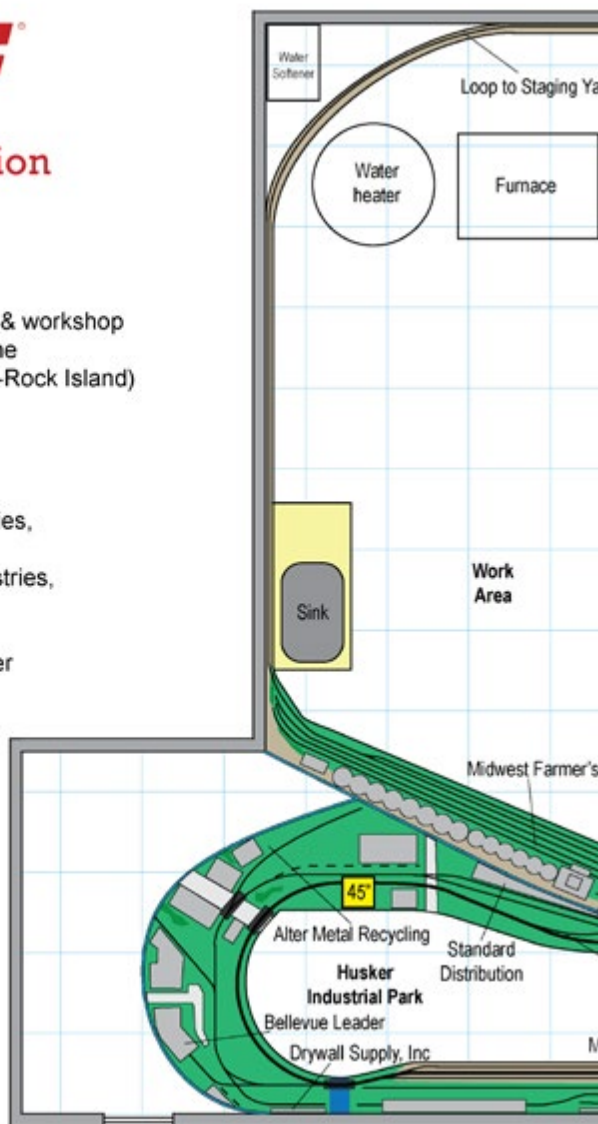 ion
& workshop
ne
-Rock Island)
ies,
stries,
er
Water
Softener
Loop to Staging Ya
Water
heater
Furnace
Sink
Work
Area
Midwest Farmer's
45"
Alter Metal Recycling
Standard
Distribution
Husker
Industrial Park
Bellevue Leader
Drywall Supply, Inc
M